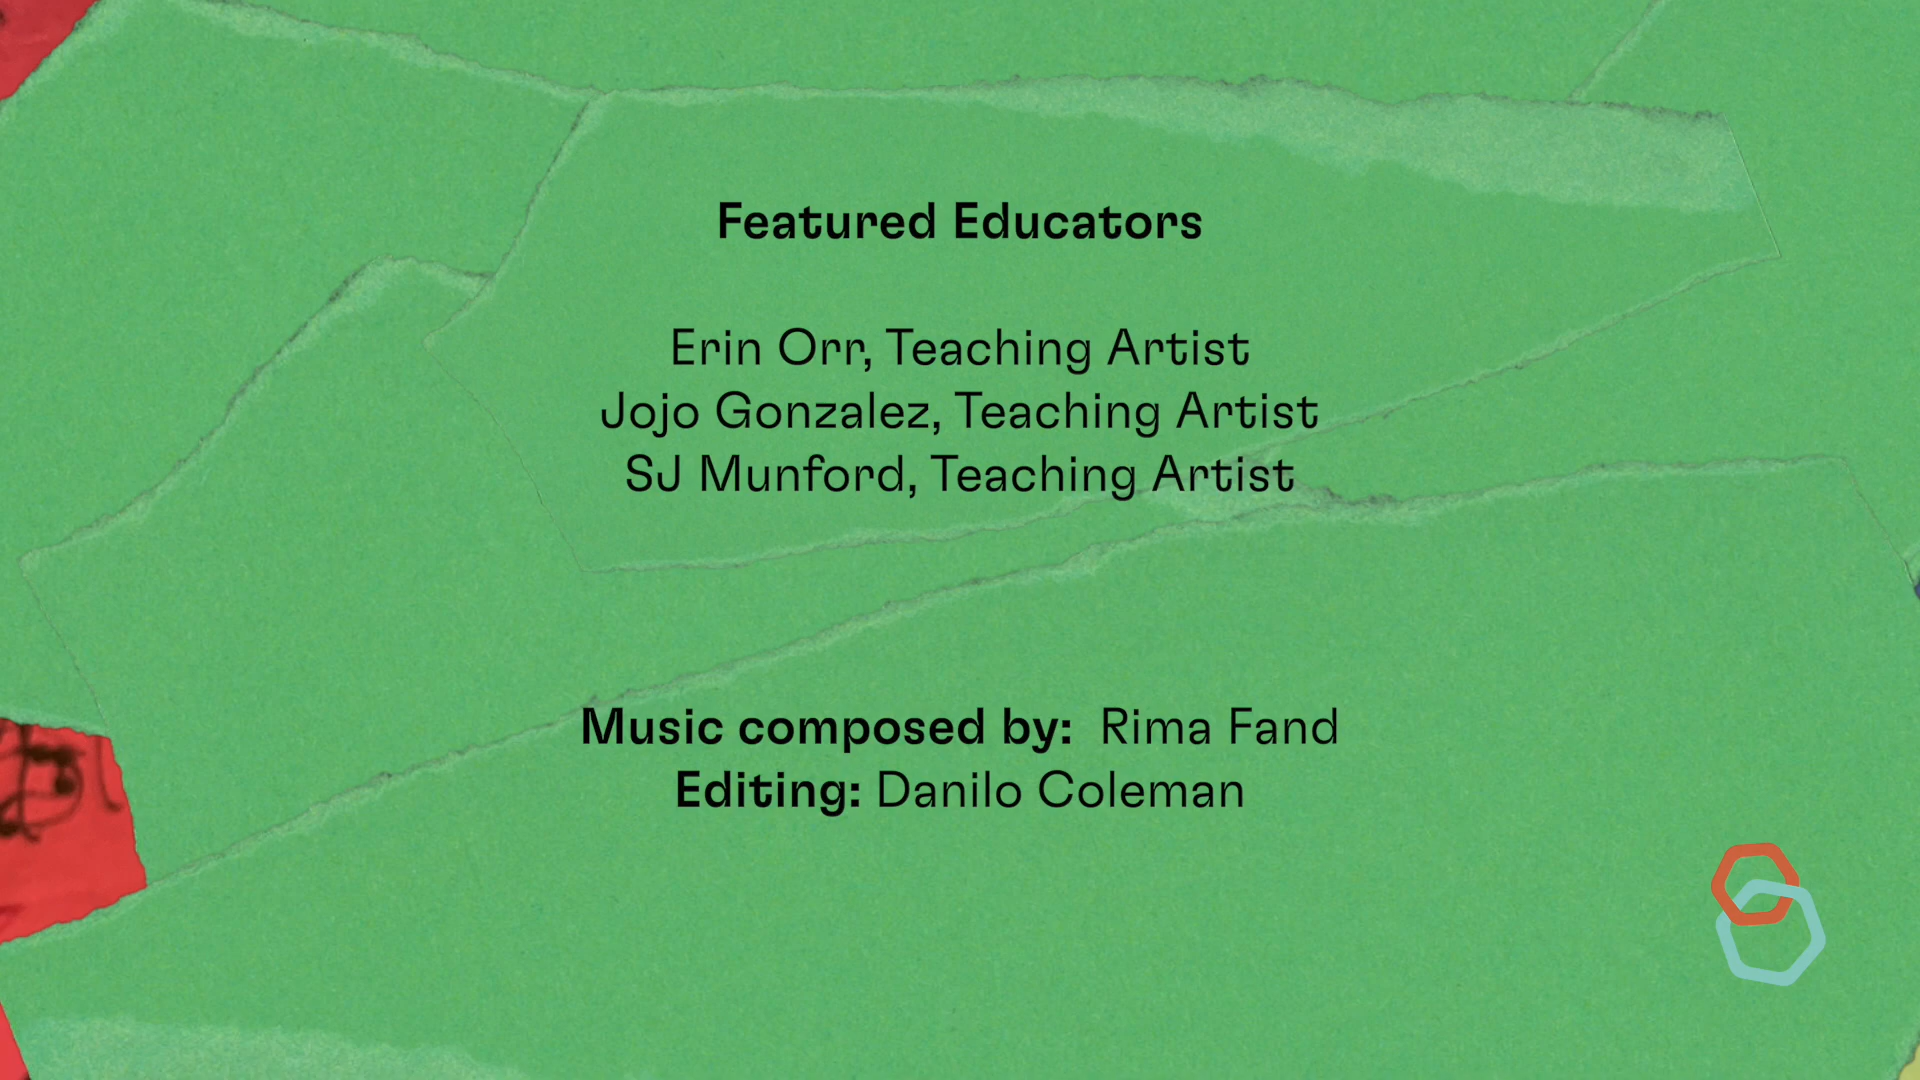 Featured Educators
Erin Orr, Teaching Artist
Jojo Gonzalez, Teaching Artist
SJ Munford, Teaching Artist
Music composed by: Rima Fand
Editing: Danilo Coleman